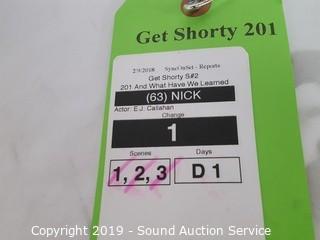 Get Shorty 201
2/9/2018 SyncOnSet - Reports
Get Shorty S#2
201 And What Have We Learned
(63) NICK
Actor: E.J. Callahan
Change
1
Scenes Days
1, 2, 3 D 1
Copyright 2019 - Sound Auction Service